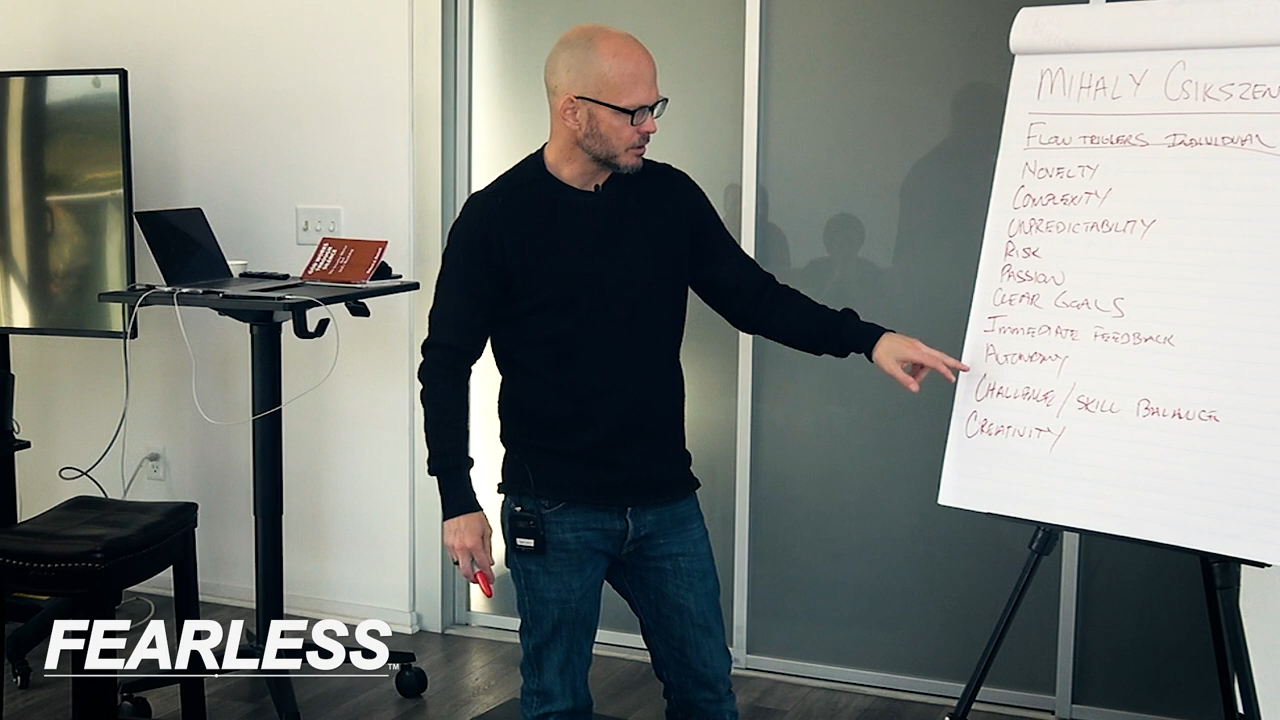 MIHALY CSIKSZEN
FLOW TRIGGERS INDIVIDUAL
NOVELTY
COMPLEXITY
UNPREDICTABILITY
RISK
PASSION
CLEAR GOALS
IMMEDIATE FEEDBACK
AUTONOMY
CHALLENGE/SKILL BALANCE
CREATIVITY
FEARLESS™